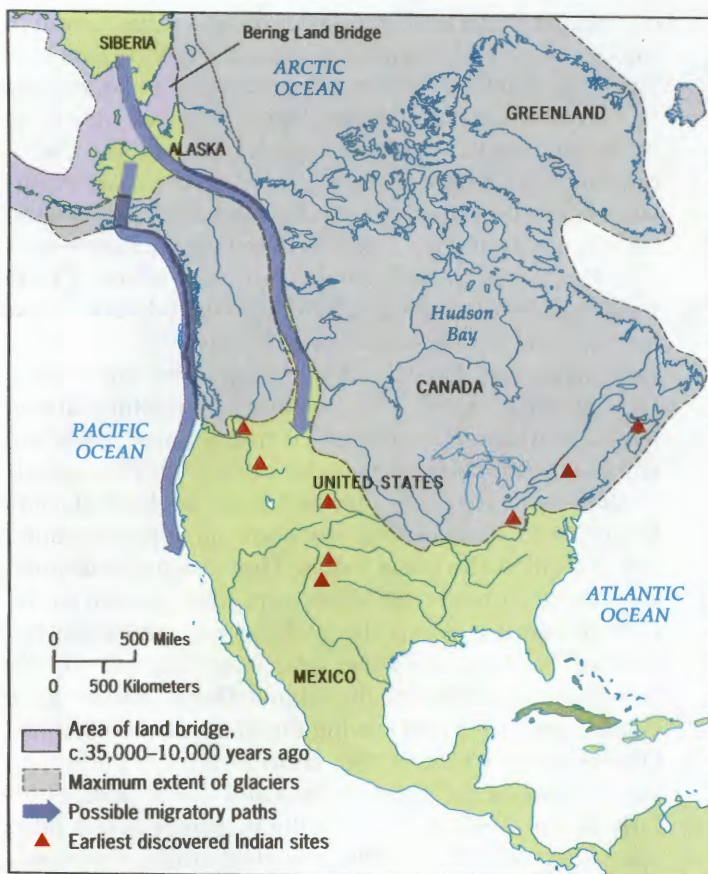 SIBERIA
Bering Land Bridge
ARCTIC
OCEAN
GREENLAND
ALASKA
Hudson
Bay
CANADA
PACIFIC
OCEAN
UNITED STATES
ATLANTIC
OCEAN
MEXICO
0 500 Miles
0 500 Kilometers
Area of land bridge,
c.35,000–10,000 years ago
Maximum extent of glaciers
Possible migratory paths
Earliest discovered Indian sites